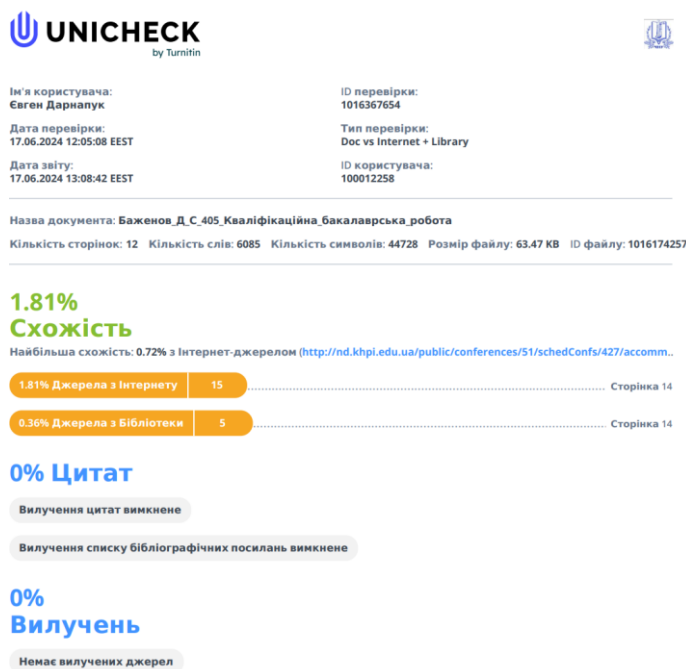 UNICHECK
by Turnitin
Ім'я користувача:
Євген Дарнапук
ID перевірки:
1016367654
Дата перевірки:
17.06.2024 12:05:08 EEST
Тип перевірки:
Doc vs Internet + Library
Дата звіту:
17.06.2024 13:08:42 EEST
ID користувача:
100012258
Назва документа: Баженов_Д_С_405_Кваліфікаційна_бакалаврська_робота
Кількість сторінок: 12 Кількість слів: 6085 Кількість символів: 44728 Розмір файлу: 63.47 KB ID файлу: 1016174257
1.81%
Схожість
Найбільша схожість: 0.72% з Інтернет-джерелом (http://nd.khpi.edu.ua/public/conferences/51/schedConfs/427/accomm..
1.81% Джерела з Інтернету 15 Сторінка 14
0.36% Джерела з Бібліотеки 5 Сторінка 14
0% Цитат
Вилучення цитат вимкнене
Вилучення списку бібліографічних посилань вимкнене
0%
Вилучень
Немає вилучених джерел